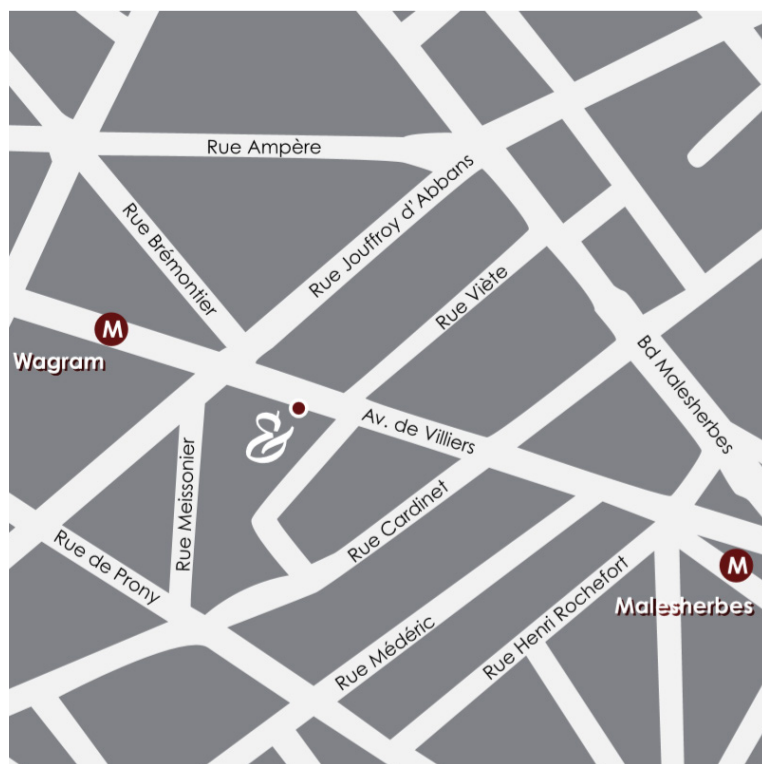 Rue Ampère
Rue Jouffroy d'Abbans
Rue Brémontier
Rue Viète
M
Wagram
Bd Malesherbes
&
Av. de Villiers
Rue Meissonier
Rue Cardinet
Rue de Prony
M
Malesherbes
Rue Henri Rochefort
Rue Médéric